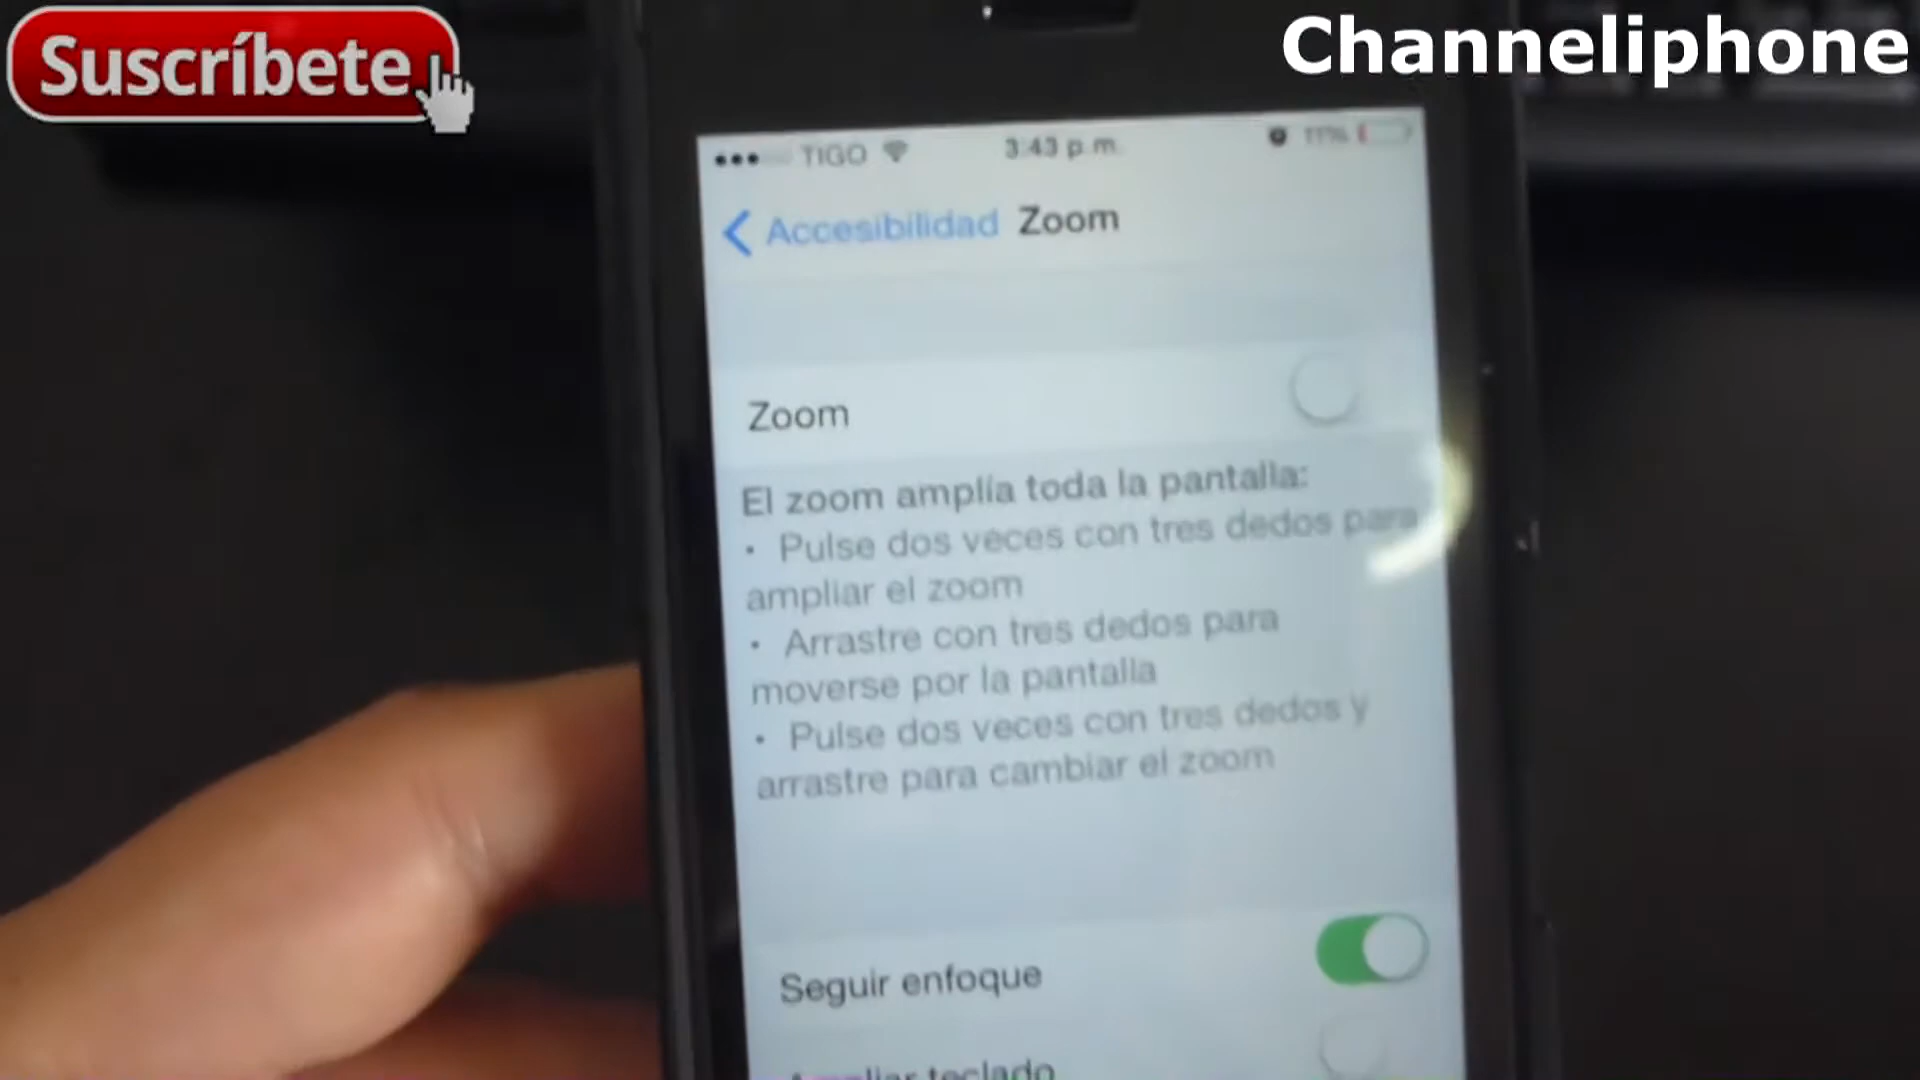 Suscríbete
Channeliphone
TIGO 3:43 p.m. 11%
Accesibilidad Zoom
Zoom
El zoom amplía toda la pantalla:
• Pulse dos veces con tres dedos para
ampliar el zoom
• Arrastre con tres dedos para
moverse por la pantalla
• Pulse dos veces con tres dedos y
arrastre para cambiar el zoom
Seguir enfoque
Ampliar teclado